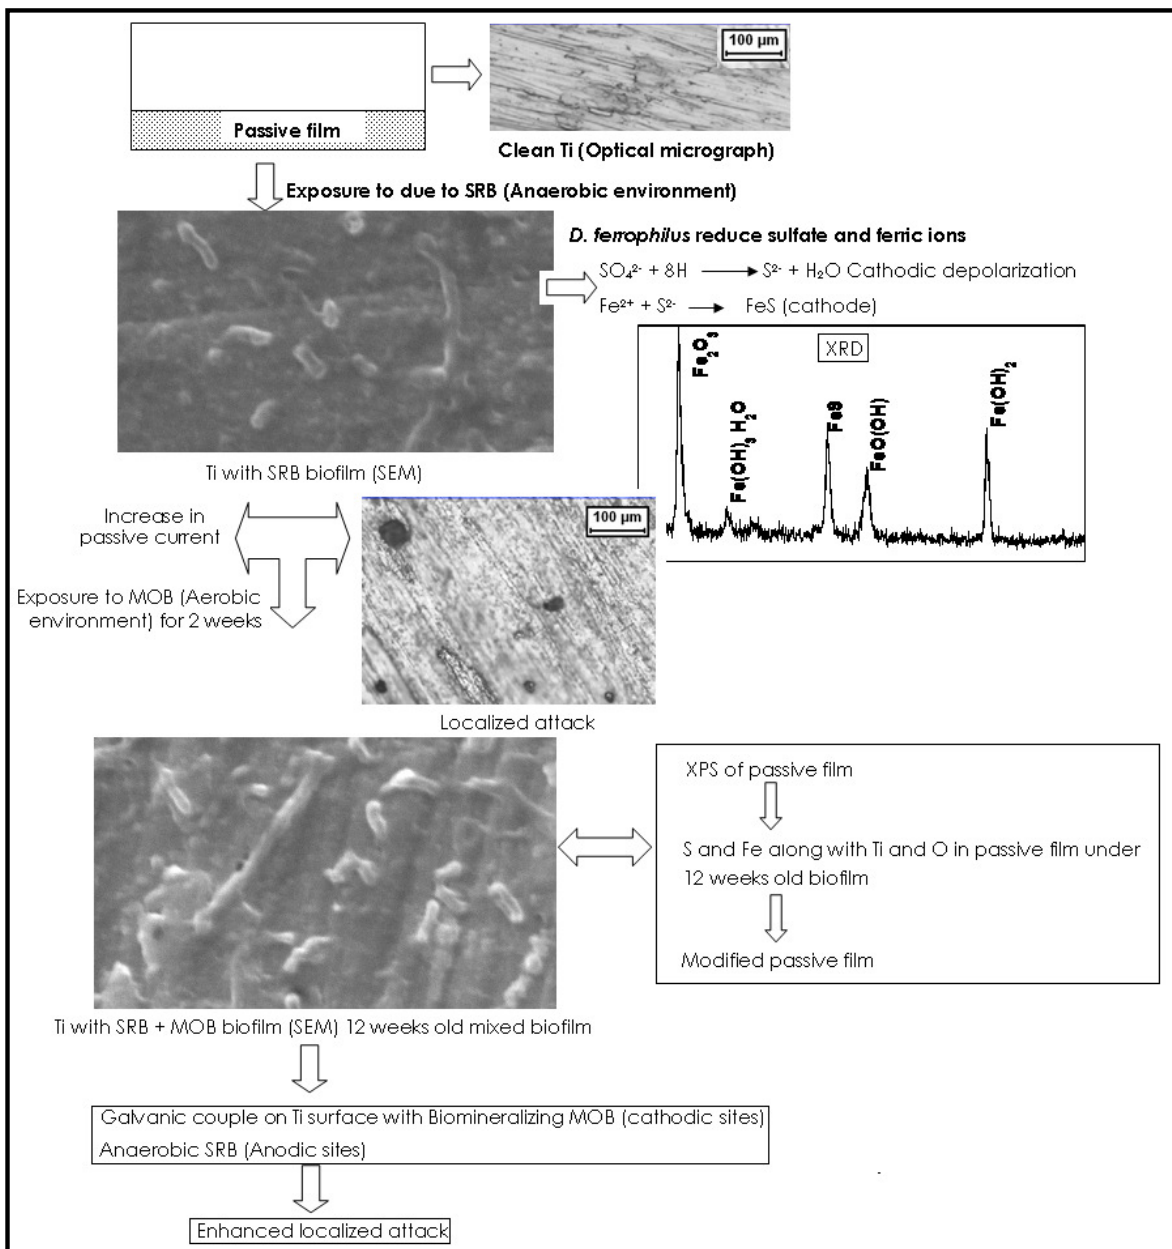 100 µm
Passive film
Clean Ti (Optical micrograph)
Exposure to due to SRB (Anaerobic environment)
D. ferrophilus reduce sulfate and ferric ions
SO₄²⁻ + 8H ⟶ S²⁻ + H₂O Cathodic depolarization
Fe²⁺ + S²⁻ ⟶ FeS (cathode)
XRD
Fe₂O₃
Fe(OH)₃ H₂O
FeS
FeO(OH)
Fe(OH)₂
Ti with SRB biofilm (SEM)
Increase in
passive current
100 µm
Exposure to MOB (Aerobic
environment) for 2 weeks
Localized attack
XPS of passive film
S and Fe along with Ti and O in passive film under
12 weeks old biofilm
Modified passive film
Ti with SRB + MOB biofilm (SEM) 12 weeks old mixed biofilm
Galvanic couple on Ti surface with Biomineralizing MOB (cathodic sites)
Anaerobic SRB (Anodic sites)
Enhanced localized attack